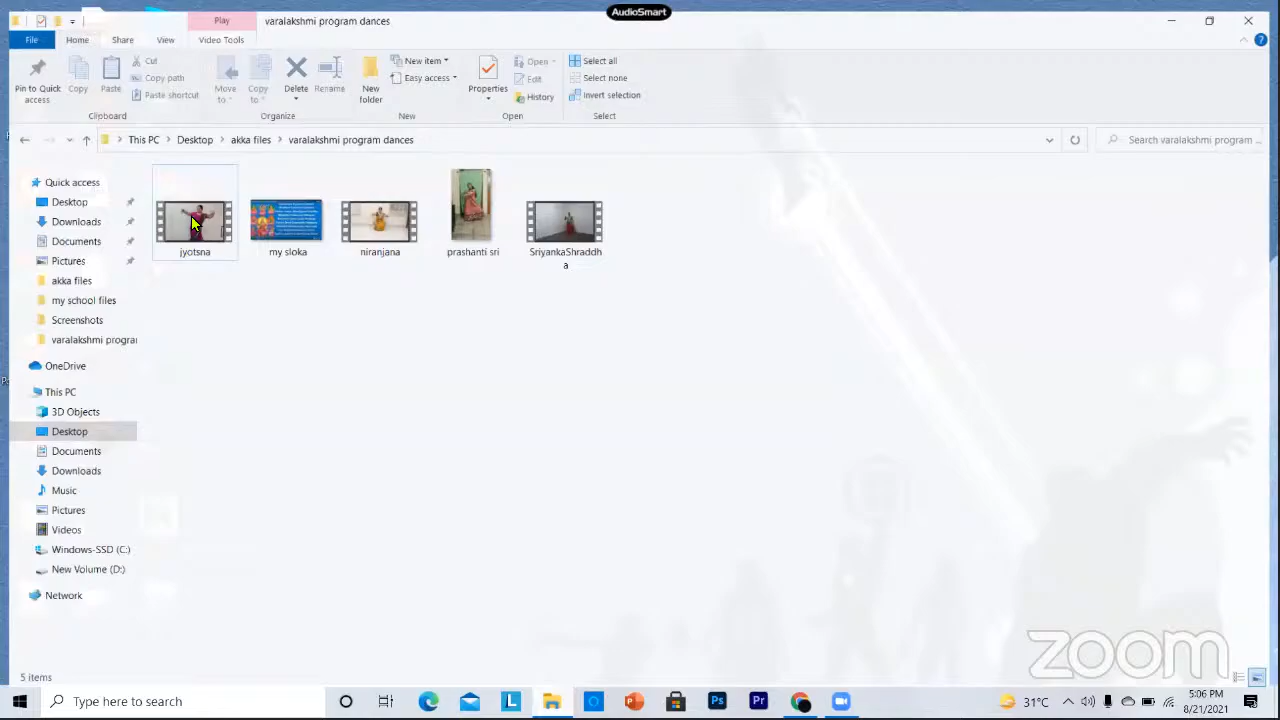 AudioSmart
Play
varalakshmi program dances
File
Home
Share
View
Video Tools
Pin to Quick access
Copy
Paste
Cut
Copy path
Paste shortcut
Clipboard
Move to
Copy to
Delete
Rename
Organize
New folder
New item
Easy access
New
Properties
Open
Edit
History
Open
Select all
Select none
Invert selection
Select
This PC
Desktop
akka files
varalakshmi program dances
Search varalakshmi program ...
Quick access
Desktop
Downloads
Documents
Pictures
akka files
my school files
Screenshots
varalakshmi progra
OneDrive
This PC
3D Objects
Desktop
Documents
Downloads
Music
Pictures
Videos
Windows-SSD (C:)
New Volume (D:)
Network
jyotsna
my sloka
niranjana
prashanti sri
SriyankaShraddh
a
5 items
zoom
Type here to search
L
Ps
Pr
31°C
5:06 PM
8/21/2021